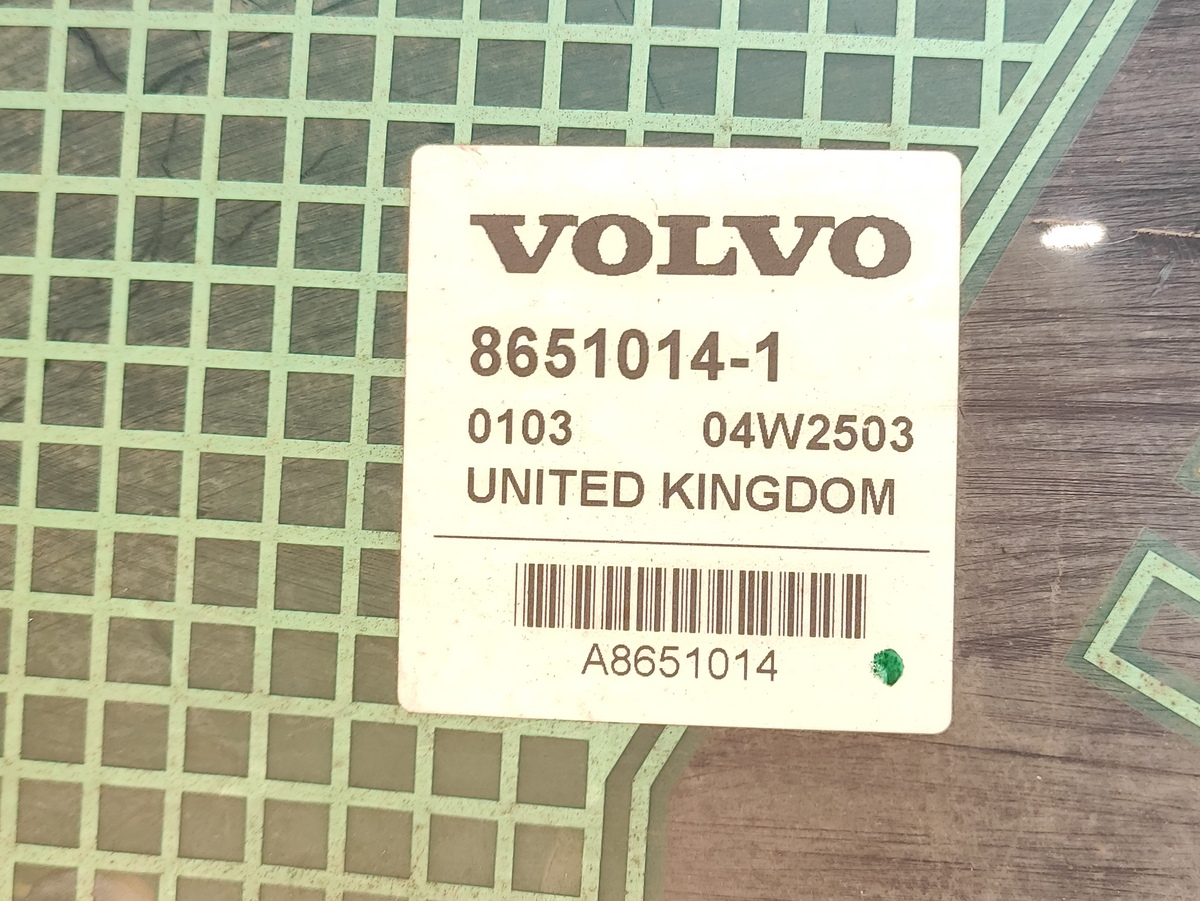 VOLVO
8651014-1
0103 04W2503
UNITED KINGDOM
A8651014